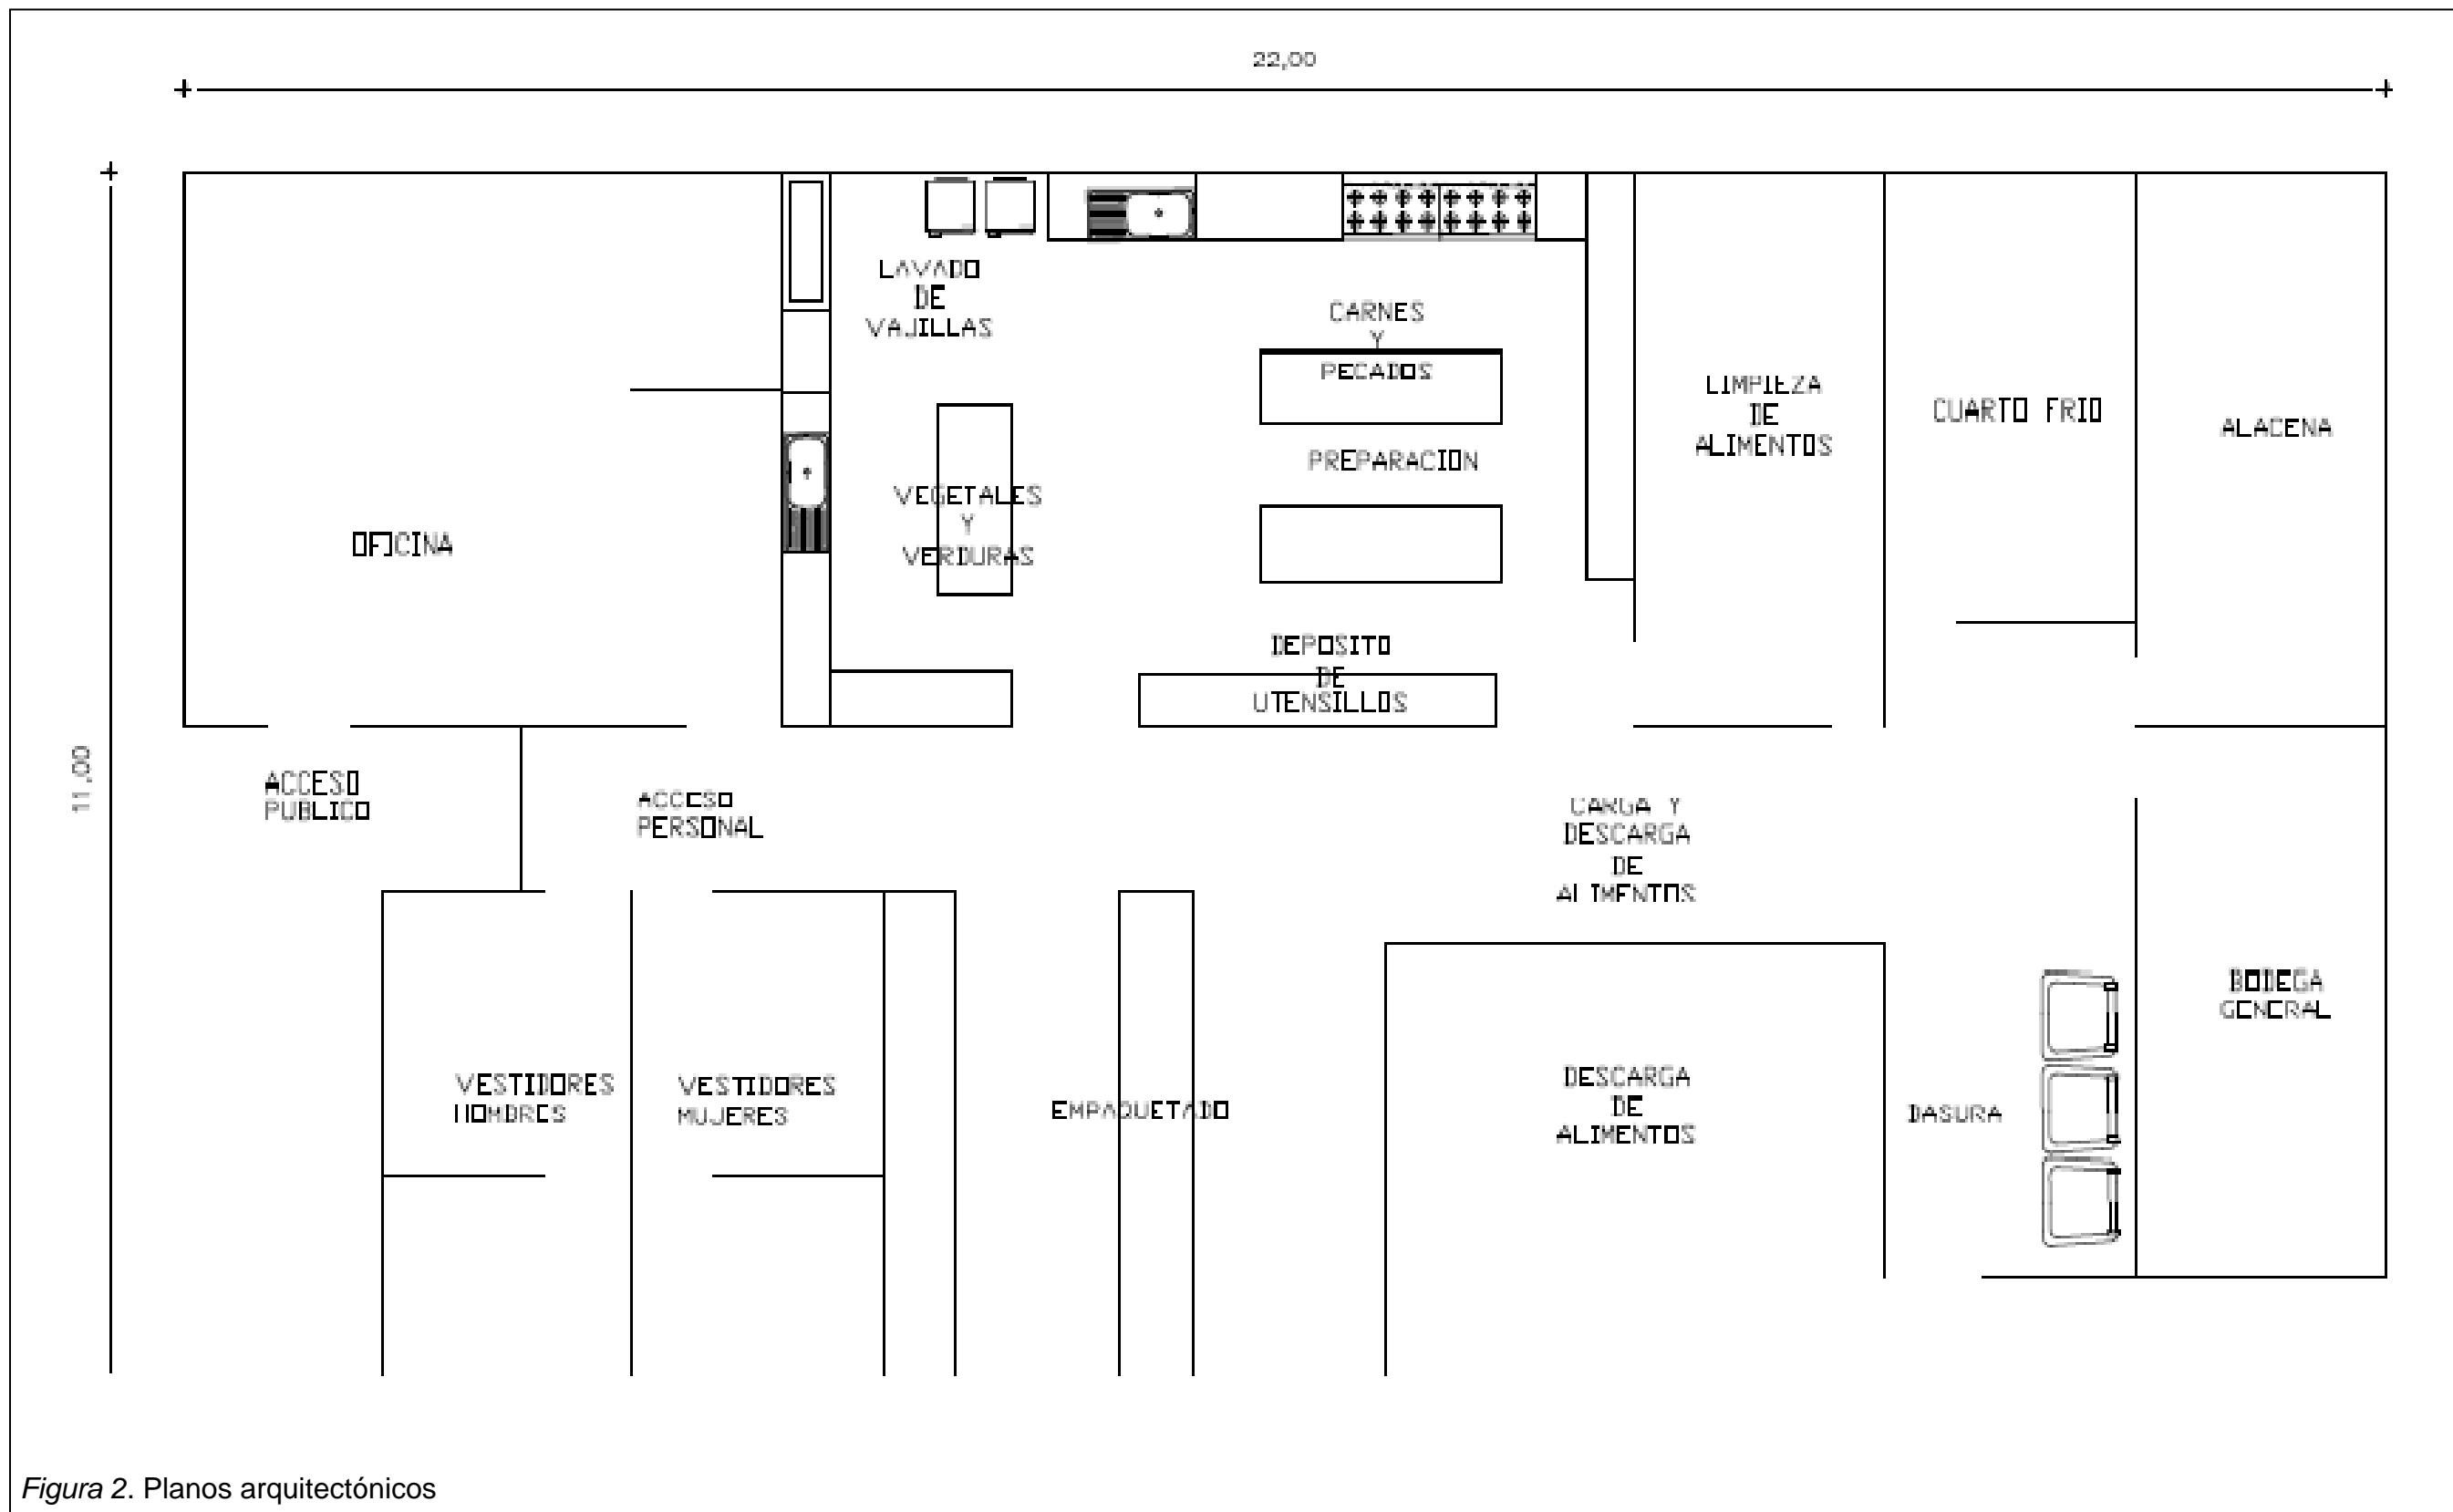 22,00
11,00
LAVADO
DE
VAJILLAS
CARNES
Y
PECADOS
LIMPIEZA
DE
ALIMENTOS
CUARTO FRIO
ALACENA
PREPARACION
VEGETALES
Y
VERDURAS
OFICINA
DEPOSITO
DE
UTENSILLOS
ACCESO
PUBLICO
ACCESO
PERSONAL
CARGA Y
DESCARGA
DE
ALIMENTOS
BODEGA
GENERAL
VESTIDORES
HOMBRES
VESTIDORES
MUJERES
EMPAQUETADO
DESCARGA
DE
ALIMENTOS
BASURA
Figura 2. Planos arquitectónicos